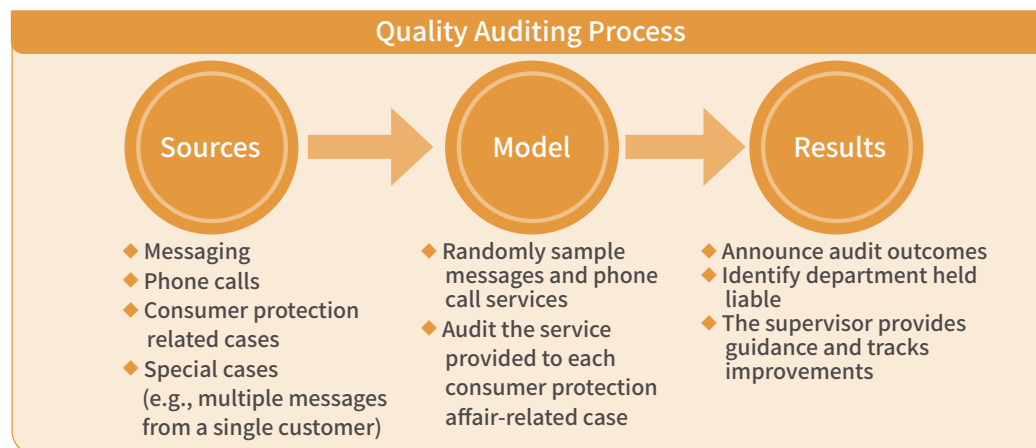 Quality Auditing Process
Sources
Model
Results
◆ Messaging
◆ Phone calls
◆ Consumer protection
related cases
◆ Special cases
(e.g., multiple messages
from a single customer)
◆ Randomly sample
messages and phone
call services
◆ Audit the service
provided to each
consumer protection
affair-related case
◆ Announce audit outcomes
◆ Identify department held
liable
◆ The supervisor provides
guidance and tracks
improvements